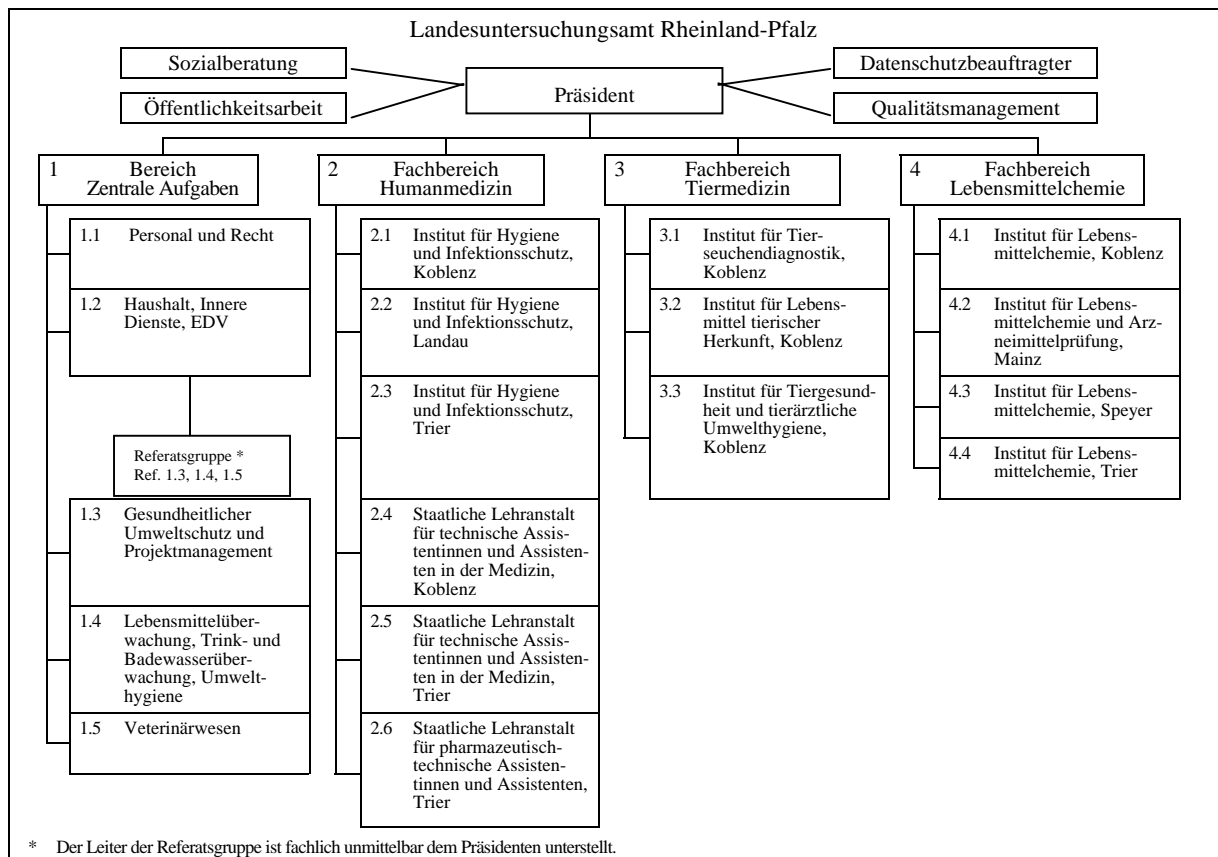 Landesuntersuchungsamt Rheinland-Pfalz
Sozialberatung
Datenschutzbeauftragter
Präsident
Öffentlichkeitsarbeit
Qualitätsmanagement
1 Bereich
Zentrale Aufgaben
1.1 Personal und Recht
1.2 Haushalt, Innere
Dienste, EDV
Referatsgruppe *
Ref. 1.3, 1.4, 1.5
1.3 Gesundheitlicher
Umweltschutz und
Projektmanagement
1.4 Lebensmittelüber-
wachung, Trink- und
Badewasserüber-
wachung, Umwelt-
hygiene
1.5 Veterinärwesen
2 Fachbereich
Humanmedizin
2.1 Institut für Hygiene
und Infektionsschutz,
Koblenz
2.2 Institut für Hygiene
und Infektionsschutz,
Landau
2.3 Institut für Hygiene
und Infektionsschutz,
Trier
2.4 Staatliche Lehranstalt
für technische Assis-
tentinnen und Assisten-
ten in der Medizin,
Koblenz
2.5 Staatliche Lehranstalt
für technische Assis-
tentinnen und Assisten-
ten in der Medizin,
Trier
2.6 Staatliche Lehranstalt
für pharmazeutisch-
technische Assisten-
tinnen und Assistenten,
Trier
3 Fachbereich
Tiermedizin
3.1 Institut für Tier-
seuchendiagnostik,
Koblenz
3.2 Institut für Lebens-
mittel tierischer
Herkunft, Koblenz
3.3 Institut für Tiergesund-
heit und tierärztliche
Umwelthygiene,
Koblenz
4 Fachbereich
Lebensmittelchemie
4.1 Institut für Lebens-
mittelchemie, Koblenz
4.2 Institut für Lebens-
mittelchemie und Arz-
neimittelprüfung,
Mainz
4.3 Institut für Lebens-
mittelchemie, Speyer
4.4 Institut für Lebens-
mittelchemie, Trier
* Der Leiter der Referatsgruppe ist fachlich unmittelbar dem Präsidenten unterstellt.